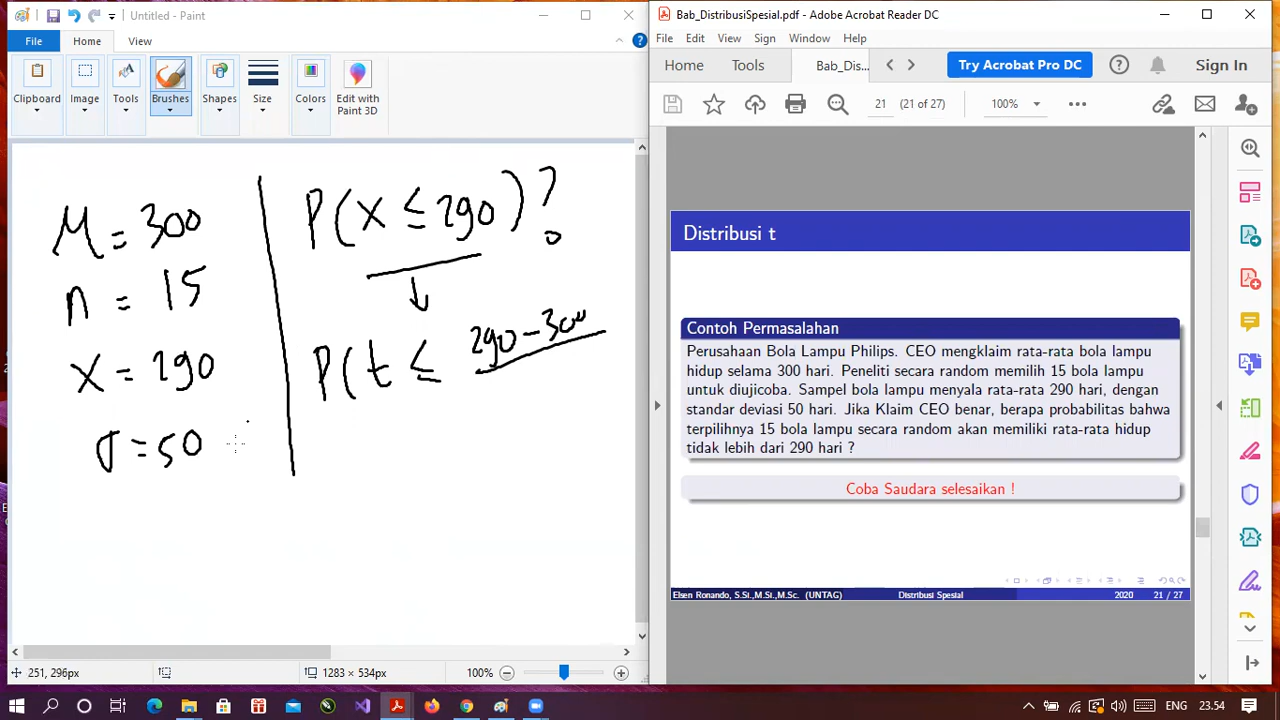 Untitled - Paint
File
Home
View
Clipboard
Image
Tools
Brushes
Shapes
Size
Colors
Edit with
Paint 3D
M = 300
n = 15
x = 290
σ = 50
P(x ≤ 290)?
P(t ≤ 290 - 300
251, 296px
1283 × 534px
100%
Bab_DistribusiSpesial.pdf - Adobe Acrobat Reader DC
File Edit View Sign Window Help
Home Tools Bab_Dis... Try Acrobat Pro DC Sign In
21 (21 of 27) 100%
Distribusi t
Contoh Permasalahan
Perusahaan Bola Lampu Philips. CEO mengklaim rata-rata bola lampu
hidup selama 300 hari. Peneliti secara random memilih 15 bola lampu
untuk diujicoba. Sampel bola lampu menyala rata-rata 290 hari, dengan
standar deviasi 50 hari. Jika Klaim CEO benar, berapa probabilitas bahwa
terpilihnya 15 bola lampu secara random akan memiliki rata-rata hidup
tidak lebih dari 290 hari ?
Coba Saudara selesaikan !
Elsen Ronando, S.Si.,M.Si.,M.Sc. (UNTAG) Distribusi Spesial 2020 21 / 27
ENG 23.54